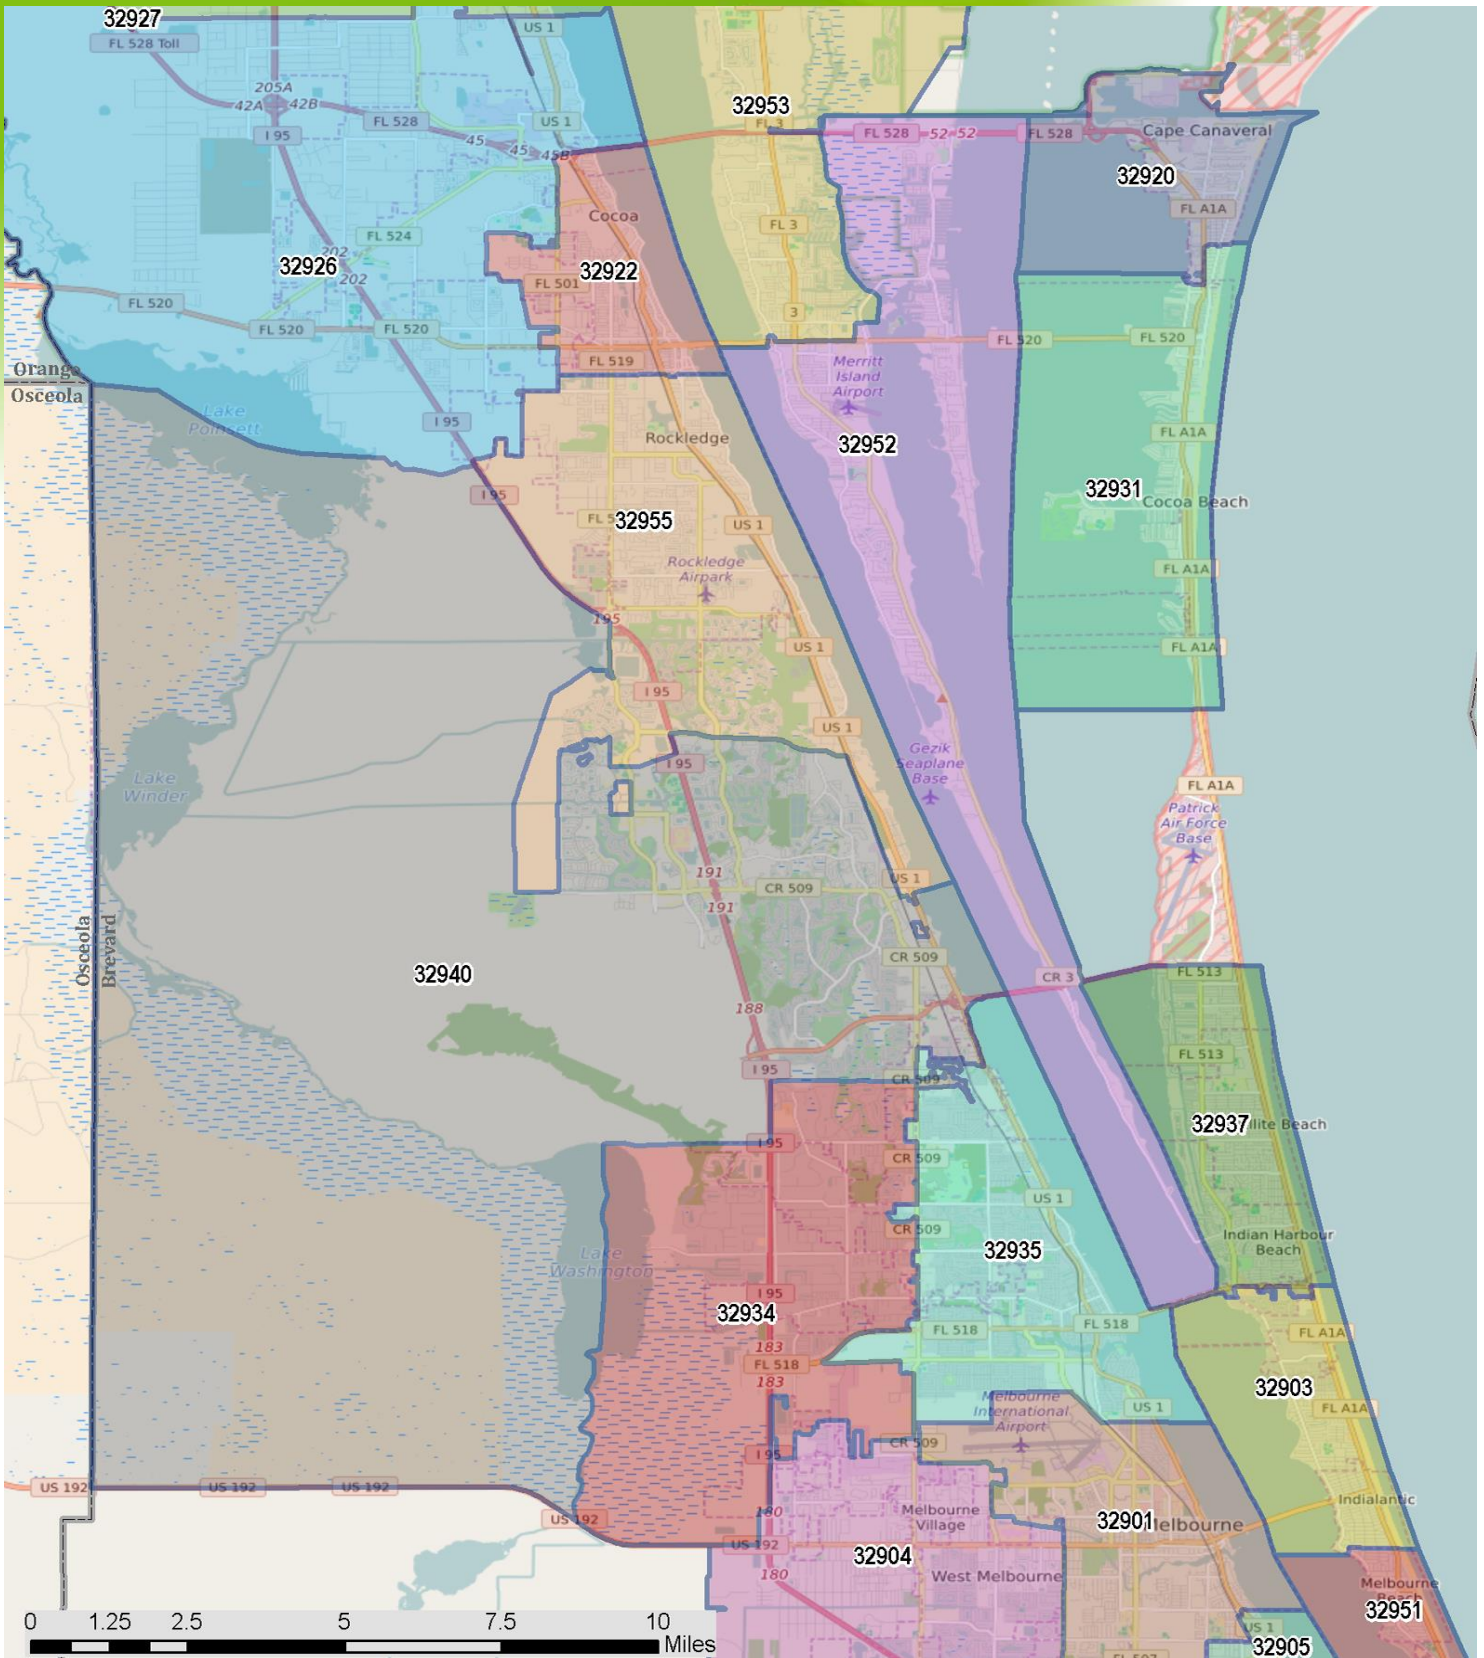 32927
FL 528 Toll
US 1
205A
42A
42B
I 95
FL 528
US 1
45
45
45B
32953
FL 3
FL 528
52
52
FL 528
Cape Canaveral
32920
FL A1A
Cocoa
FL 524
202
32926
202
32922
FL 501
FL 3
3
FL 520
FL 520
FL 520
FL 519
FL 520
FL 520
Orange
Osceola
Merritt
Island
Airport
Lake
Poinsett
I 95
Rockledge
32952
FL A1A
I 95
32931
Cocoa Beach
32955
US 1
Rockledge
Airpark
FL A1A
195
US 1
FL A1A
I 95
US 1
I 95
Gezik
Seaplane
Base
Lake
Winder
FL A1A
Patrick
Air Force
Base
191
CR 509
US 1
191
Osceola
Brevard
CR 509
32940
CR 3
FL 513
188
FL 513
I 95
CR 509
32937
llite Beach
I 95
CR 509
US 1
CR 509
32935
Indian Harbour
Beach
Lake
Washington
I 95
32934
FL 518
FL 518
FL A1A
183
FL 518
183
32903
FL A1A
Melbourne
International
Airport
US 1
CR 509
I 95
US 192
US 192
US 192
US 192
180
Melbourne
Village
32901
Melbourne
Indialantic
US 192
32904
180
West Melbourne
Melbourne
Beach
32951
US 1
32905
0 1.25 2.5 5 7.5 10
Miles